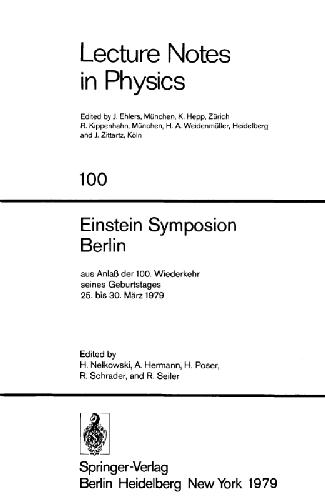 Lecture Notes
in Physics
Edited by J. Ehlers, München, K. Hepp, Zürich
R. Kippenhahn, München, H. A. Weidenmüller, Heidelberg
and J. Zittartz, Köln
100
Einstein Symposion
Berlin
aus Anlaß der 100. Wiederkehr
seines Geburtstages
25. bis 30. März 1979
Edited by
H. Nelkowski, A. Hermann, H. Poser,
R. Schrader, and R. Seiler
Springer-Verlag
Berlin Heidelberg New York 1979